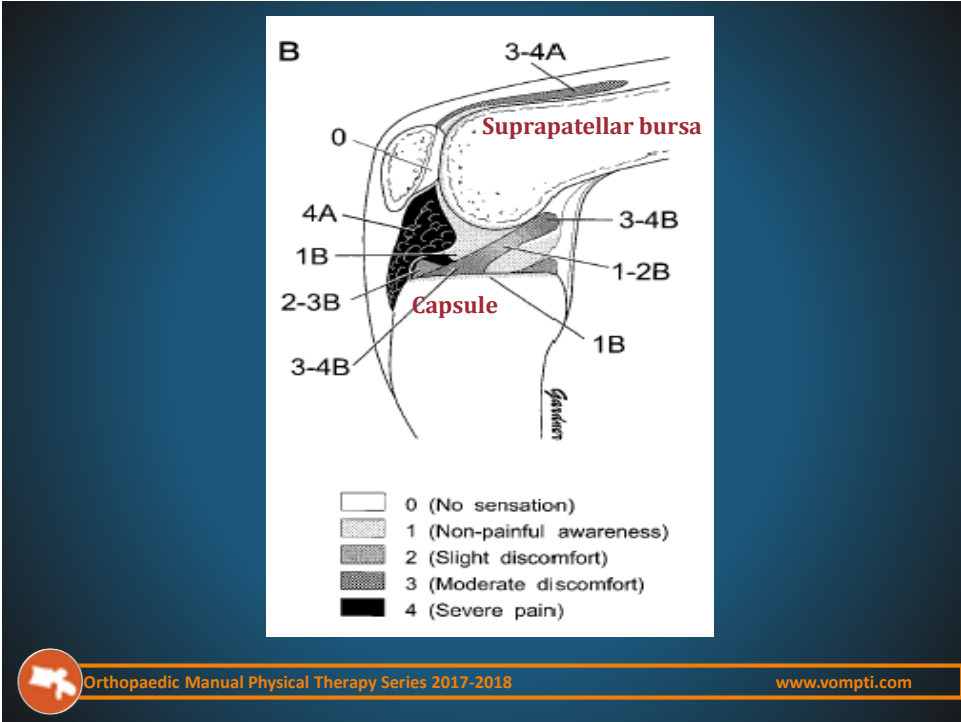 B
3-4A
Suprapatellar bursa
0
4A
3-4B
1B
1-2B
2-3B
Capsule
1B
3-4B
Gardner
0 (No sensation)
1 (Non-painful awareness)
2 (Slight discomfort)
3 (Moderate discomfort)
4 (Severe pain)
Orthopaedic Manual Physical Therapy Series 2017-2018 www.vompti.com